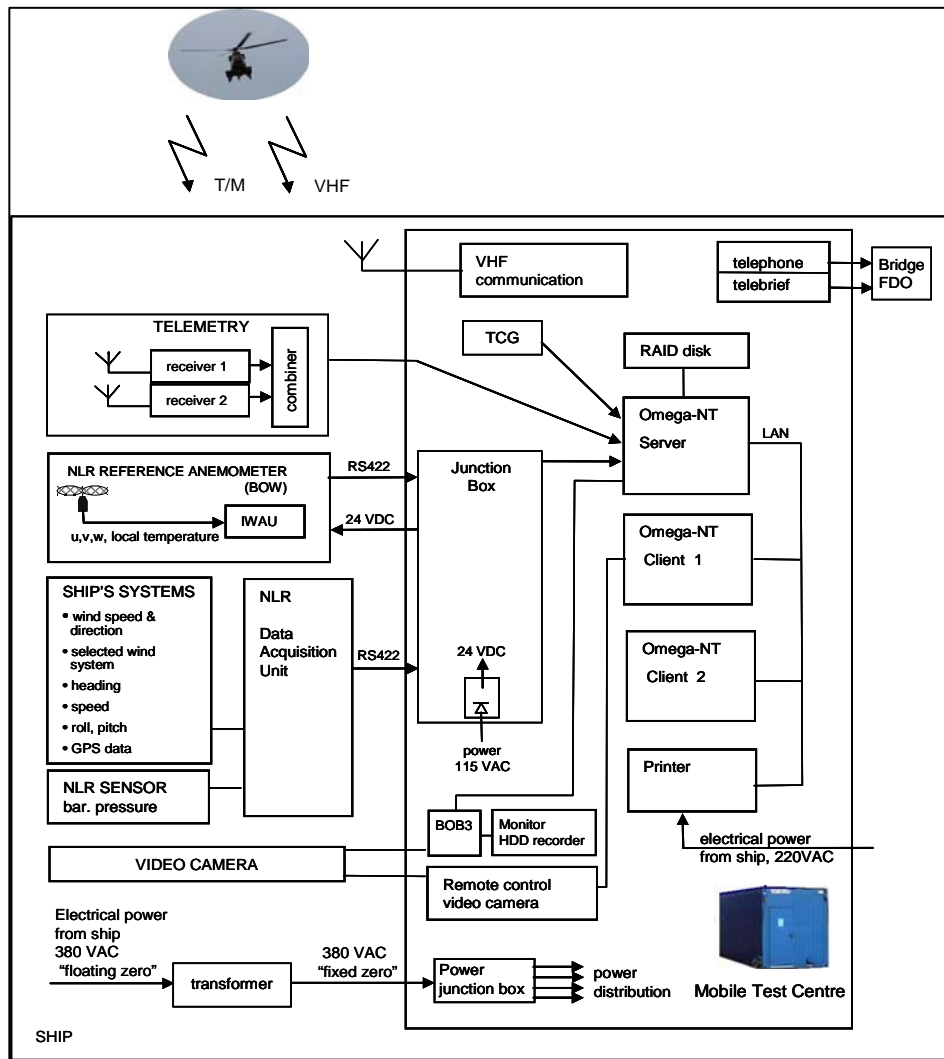 T/M
VHF
VHF
communication
telephone
telebrief
Bridge
FDO
TELEMETRY
receiver 1
receiver 2
combiner
TCG
RAID disk
Omega-NT
Server
LAN
NLR REFERENCE ANEMOMETER
(BOW)
IWAU
u,v,w, local temperature
RS422
24 VDC
Junction
Box
Omega-NT
Client 1
SHIP'S SYSTEMS
• wind speed &
direction
• selected wind
system
• heading
• speed
• roll, pitch
• GPS data
NLR
Data
Acquisition
Unit
RS422
24 VDC
power
115 VAC
Omega-NT
Client 2
NLR SENSOR
bar. pressure
Printer
BOB3
Monitor
HDD recorder
electrical power
from ship, 220VAC
VIDEO CAMERA
Remote control
video camera
Electrical power
from ship
380 VAC
“floating zero”
transformer
380 VAC
“fixed zero”
Power
junction box
power
distribution
Mobile Test Centre
SHIP